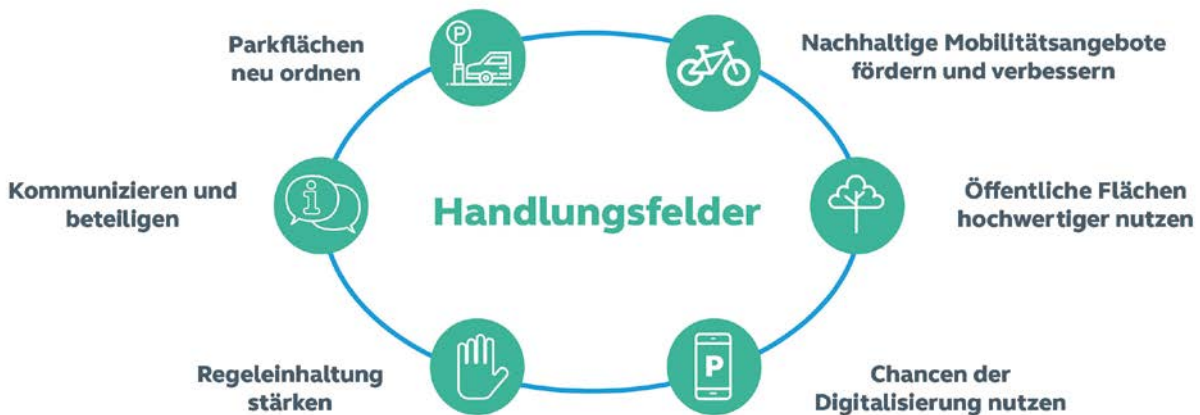 Parkflächen
neu ordnen
P
Nachhaltige Mobilitätsangebote
fördern und verbessern
Kommunizieren und
beteiligen
i
Handlungsfelder
Öffentliche Flächen
hochwertiger nutzen
Regeleinhaltung
stärken
P
Chancen der
Digitalisierung nutzen